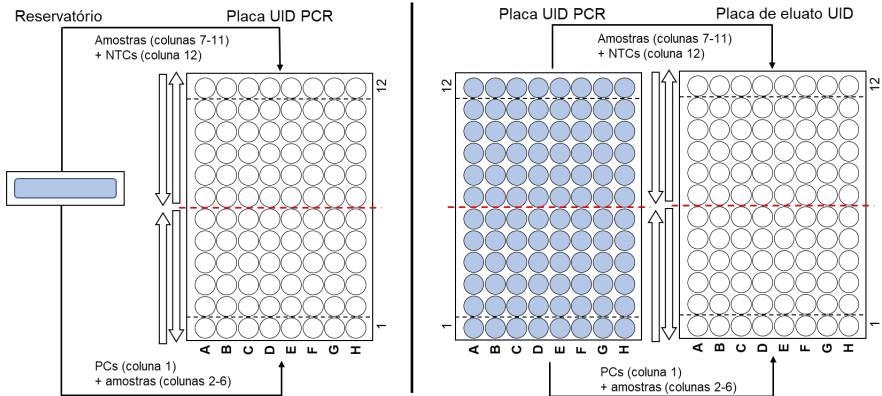 Reservatório
Placa UID PCR
Amostras (colunas 7-11)
+ NTCs (coluna 12)
12
1
A B C D E F G H
PCs (coluna 1)
+ amostras (colunas 2-6)
Placa UID PCR
Placa de eluato UID
Amostras (colunas 7-11)
+ NTCs (coluna 12)
12
12
1
1
A B C D E F G H
A B C D E F G H
PCs (coluna 1)
+ amostras (colunas 2-6)